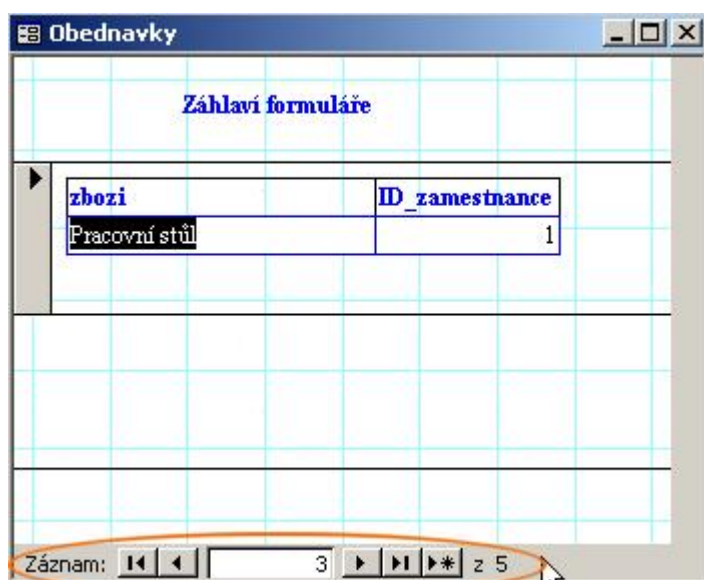 Obednavky
Záhlaví formuláře
zbozi ID_zamestnance
Pracovní stůl 1
Záznam: 3 z 5